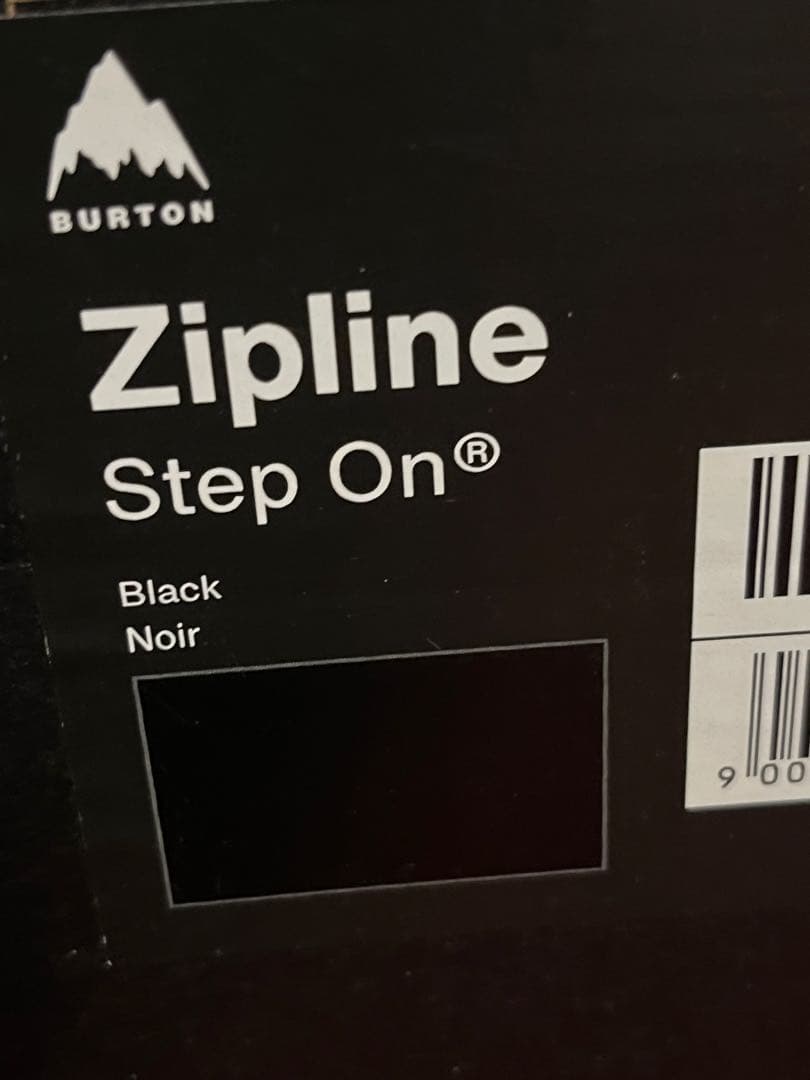 BURTON
Zipline
Step On®
Black
Noir
9 00